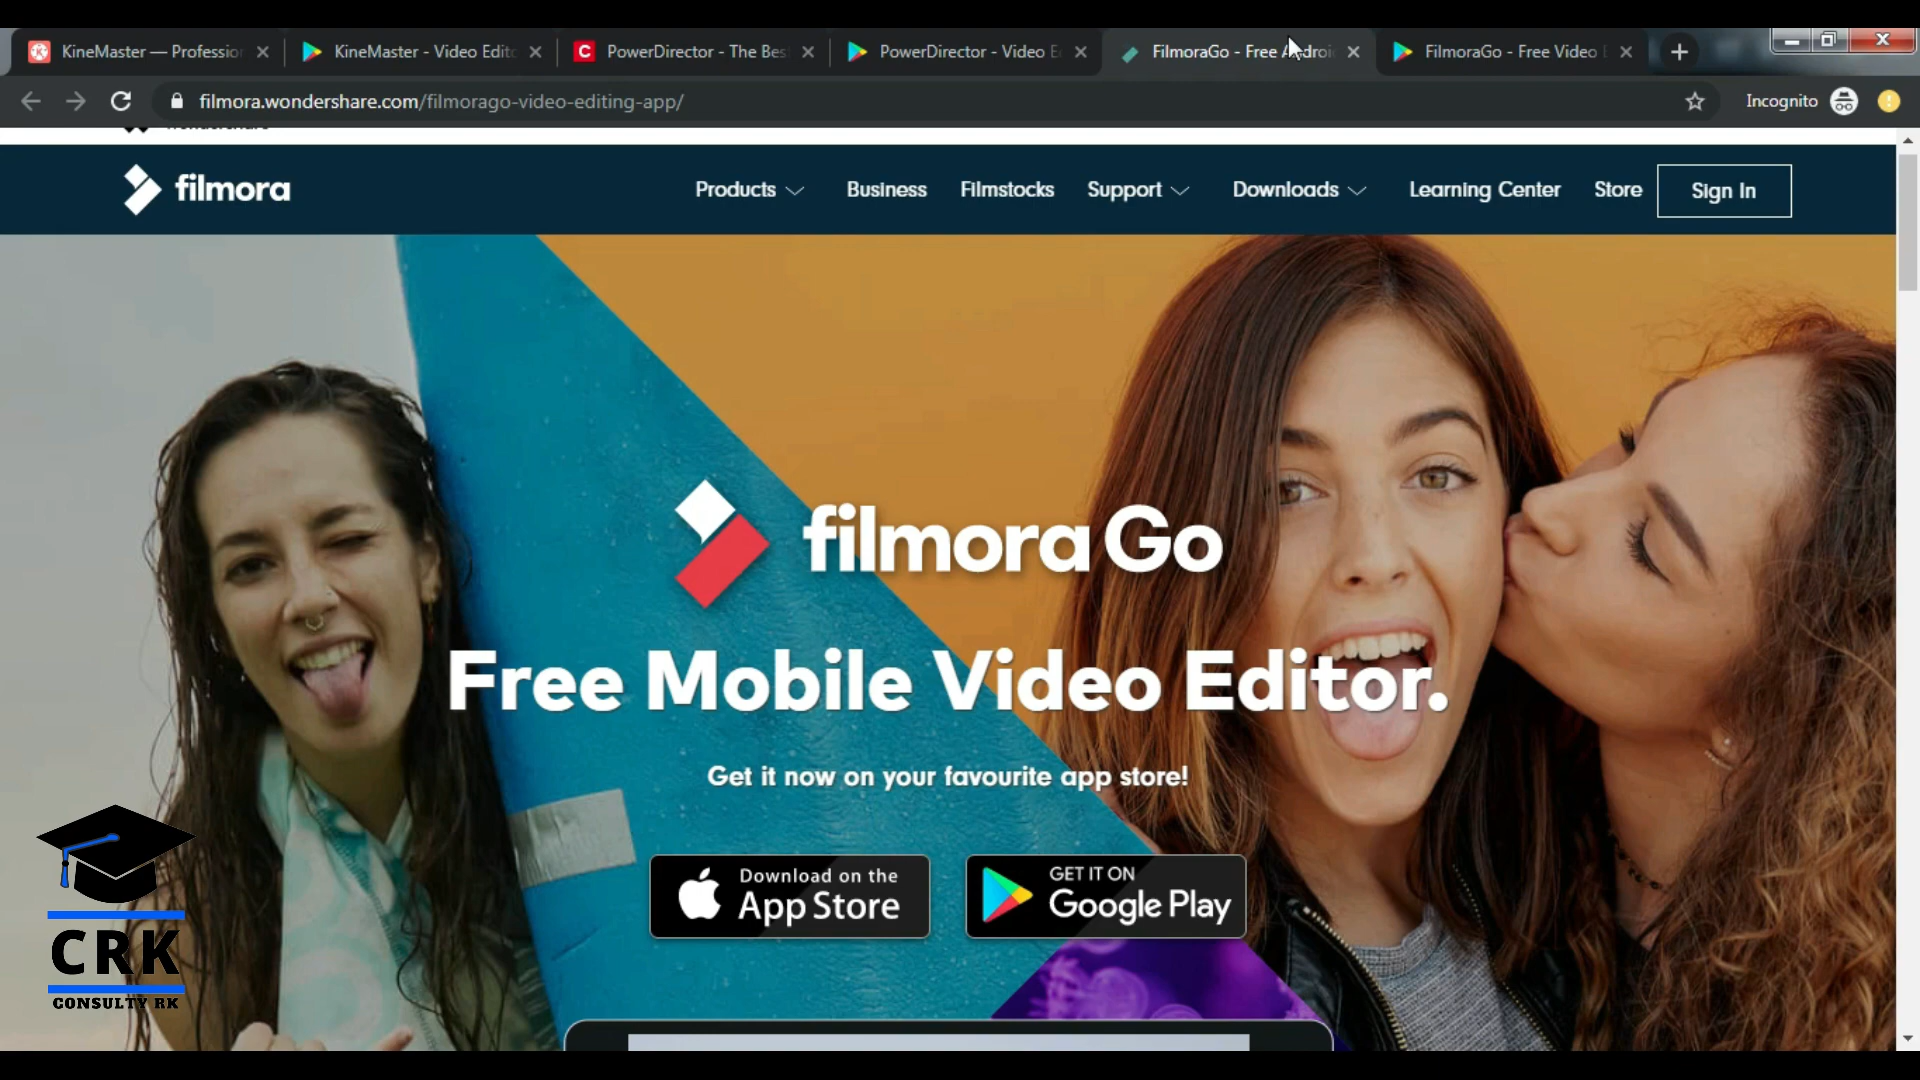 KineMaster — Professio
KineMaster - Video Edit
PowerDirector - The Bes
PowerDirector - Video E
FilmoraGo - Free Androi
FilmoraGo - Free Video
filmora.wondershare.com/filmorago-video-editing-app/
Incognito
filmora
Products
Business
Filmstocks
Support
Downloads
Learning Center
Store
Sign In
filmora Go
Free Mobile Video Editor.
Get it now on your favourite app store!
Download on the
App Store
GET IT ON
Google Play
CRK
CONSULTY RK